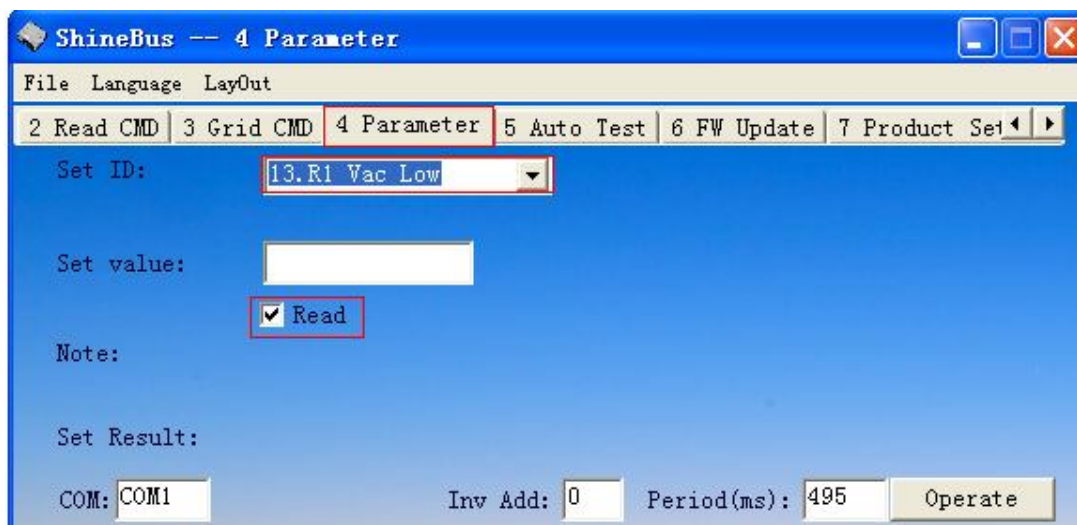 ShineBus -- 4 Parameter
File Language LayOut
2 Read CMD 3 Grid CMD 4 Parameter 5 Auto Test 6 FW Update 7 Product Set
Set ID: 13.R1 Vac Low
Set value:
Read
Note:
Set Result:
COM: COM1 Inv Add: 0 Period(ms): 495 Operate